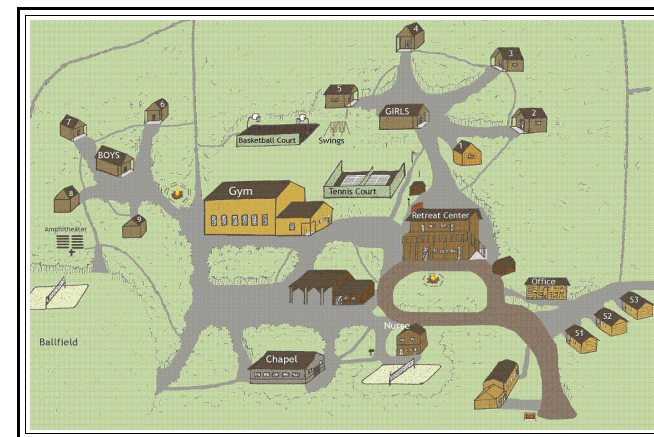 4
3
5
6
GIRLS
2
7
Basketball Court
Swings
1
BOYS
Gym
Tennis Court
8
Retreat Center
9
Amphitheater
Office
S3
S2
Nurse
S1
Ballfield
Chapel